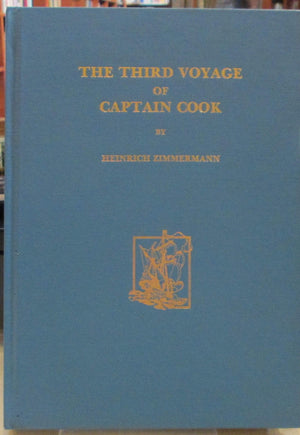 THE THIRD VOYAGE
OF
CAPTAIN COOK
BY
HEINRICH ZIMMERMANN